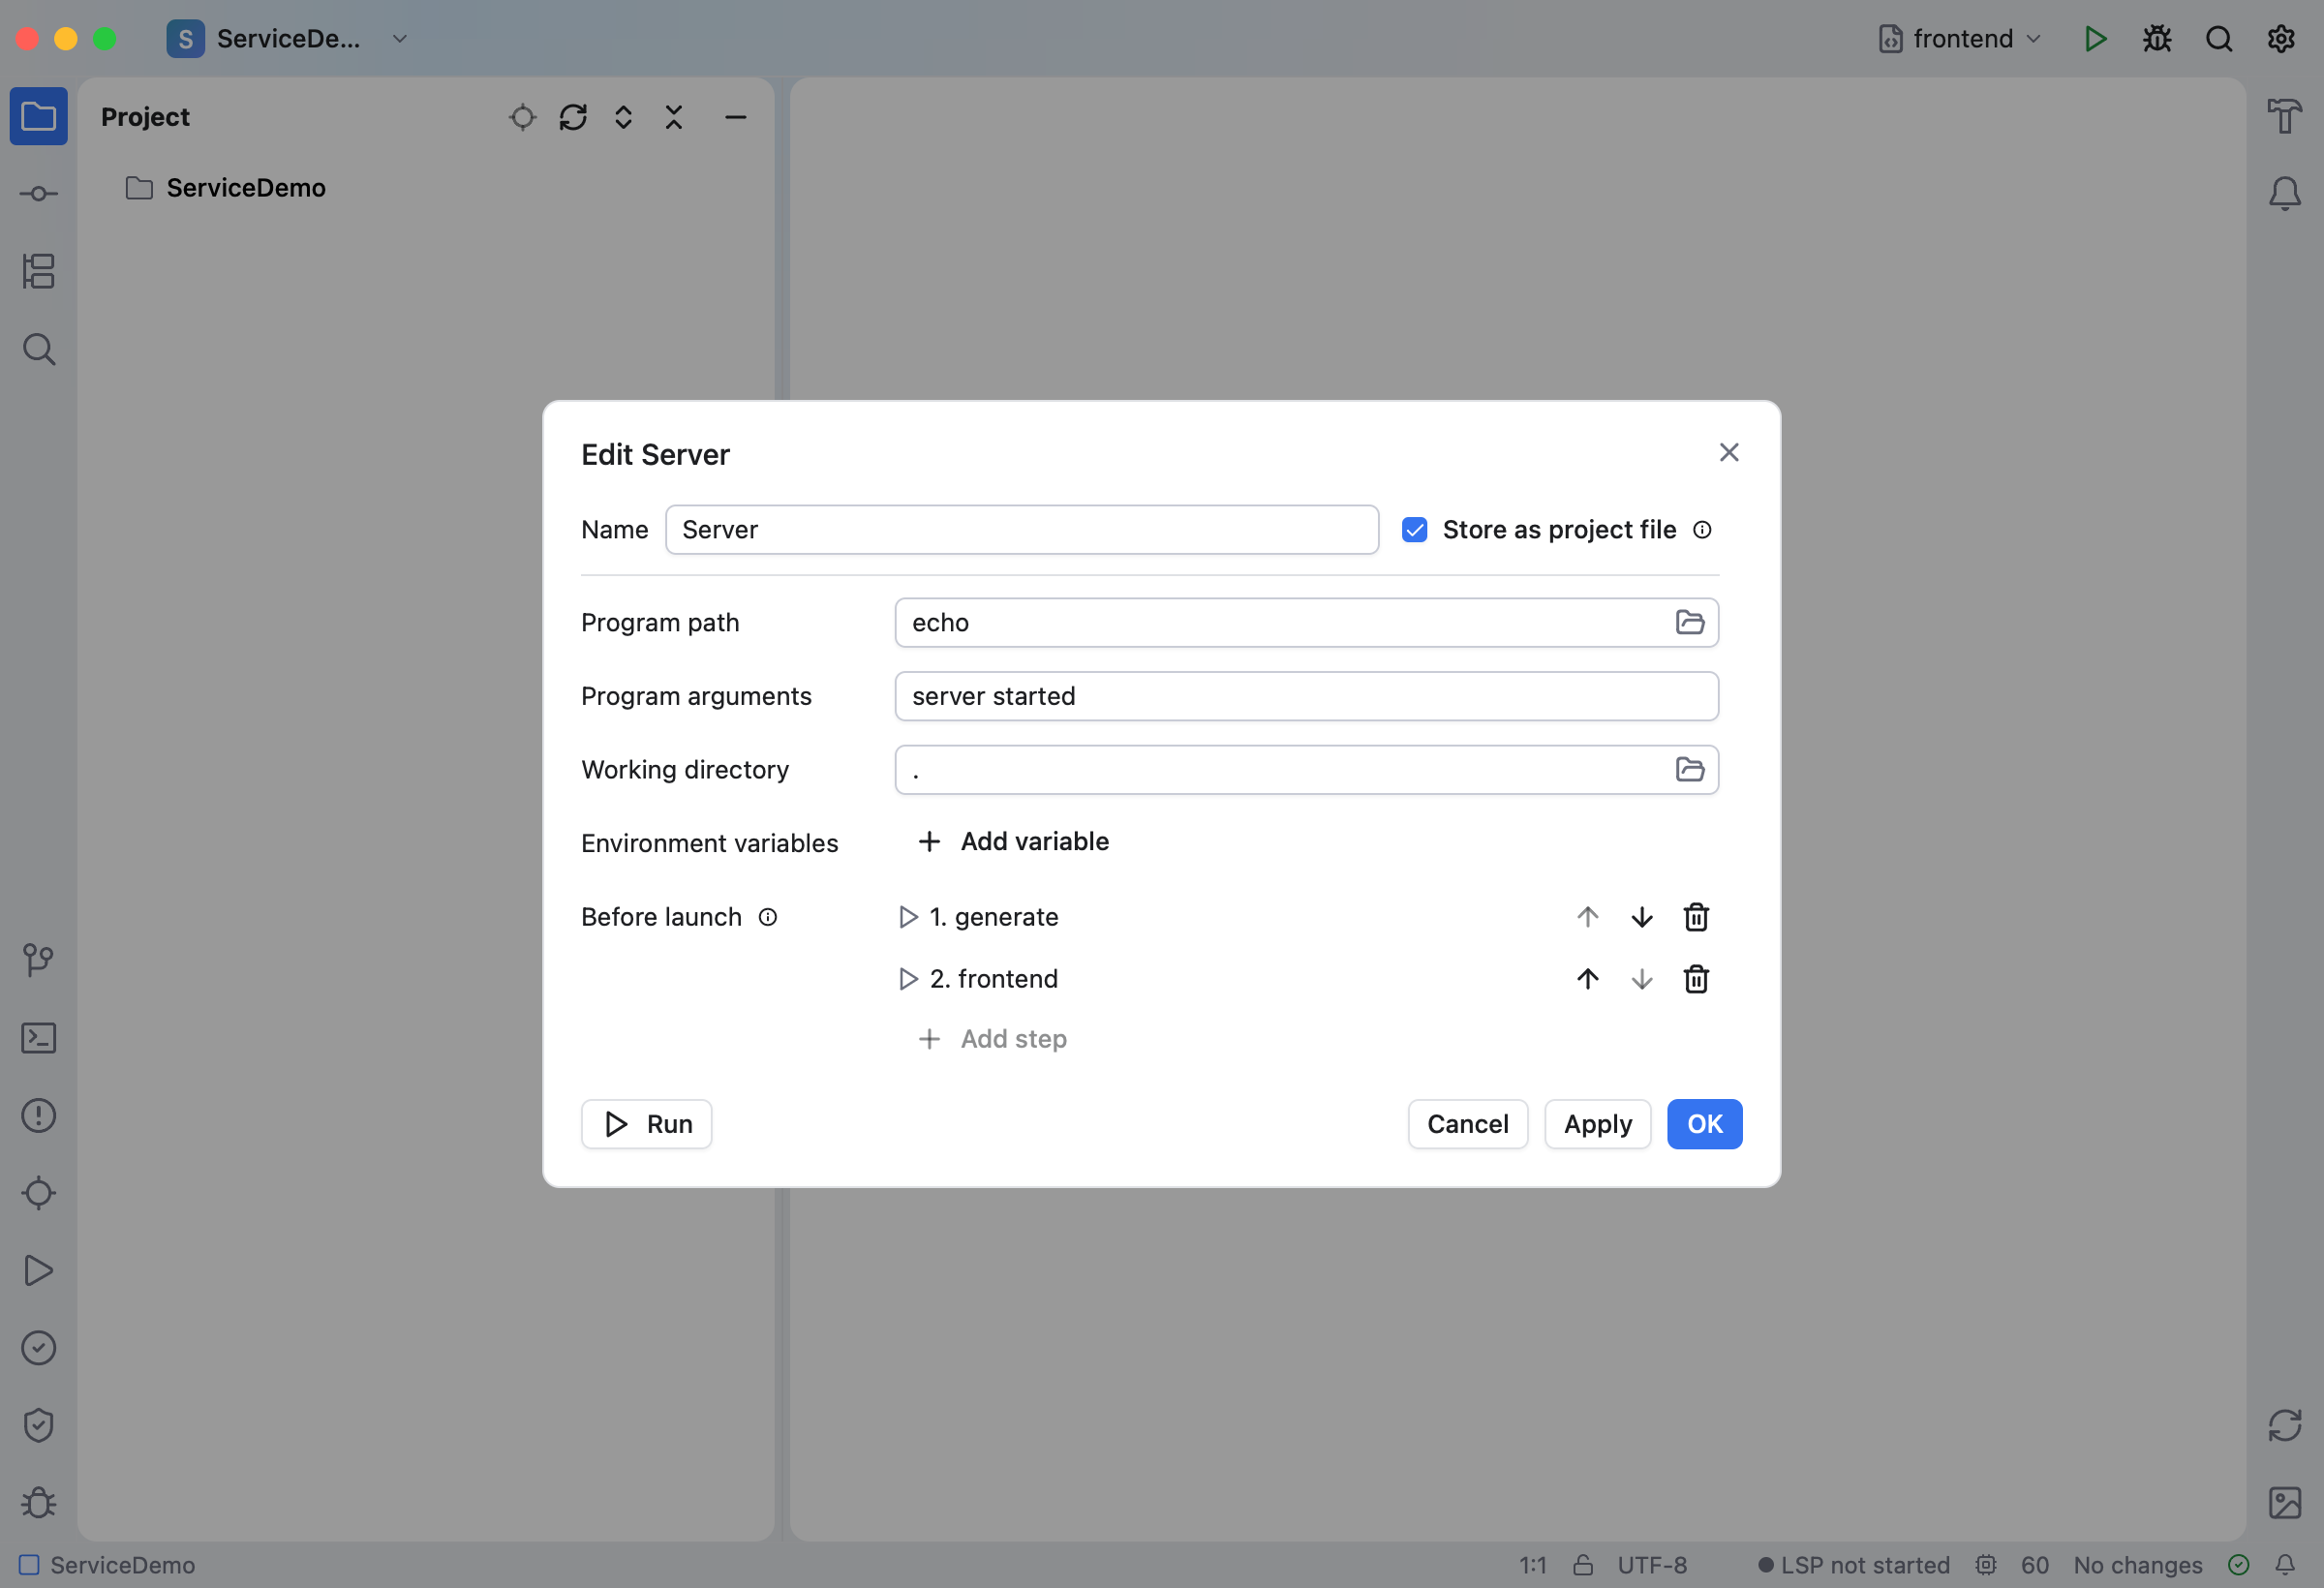 S ServiceDe... frontend
Project
ServiceDemo
Edit Server
Name Server Store as project file
Program path echo
Program arguments server started
Working directory .
Environment variables Add variable
Before launch 1. generate
2. frontend
Add step
Run Cancel Apply OK
ServiceDemo 1:1 UTF-8 LSP not started 60 No changes